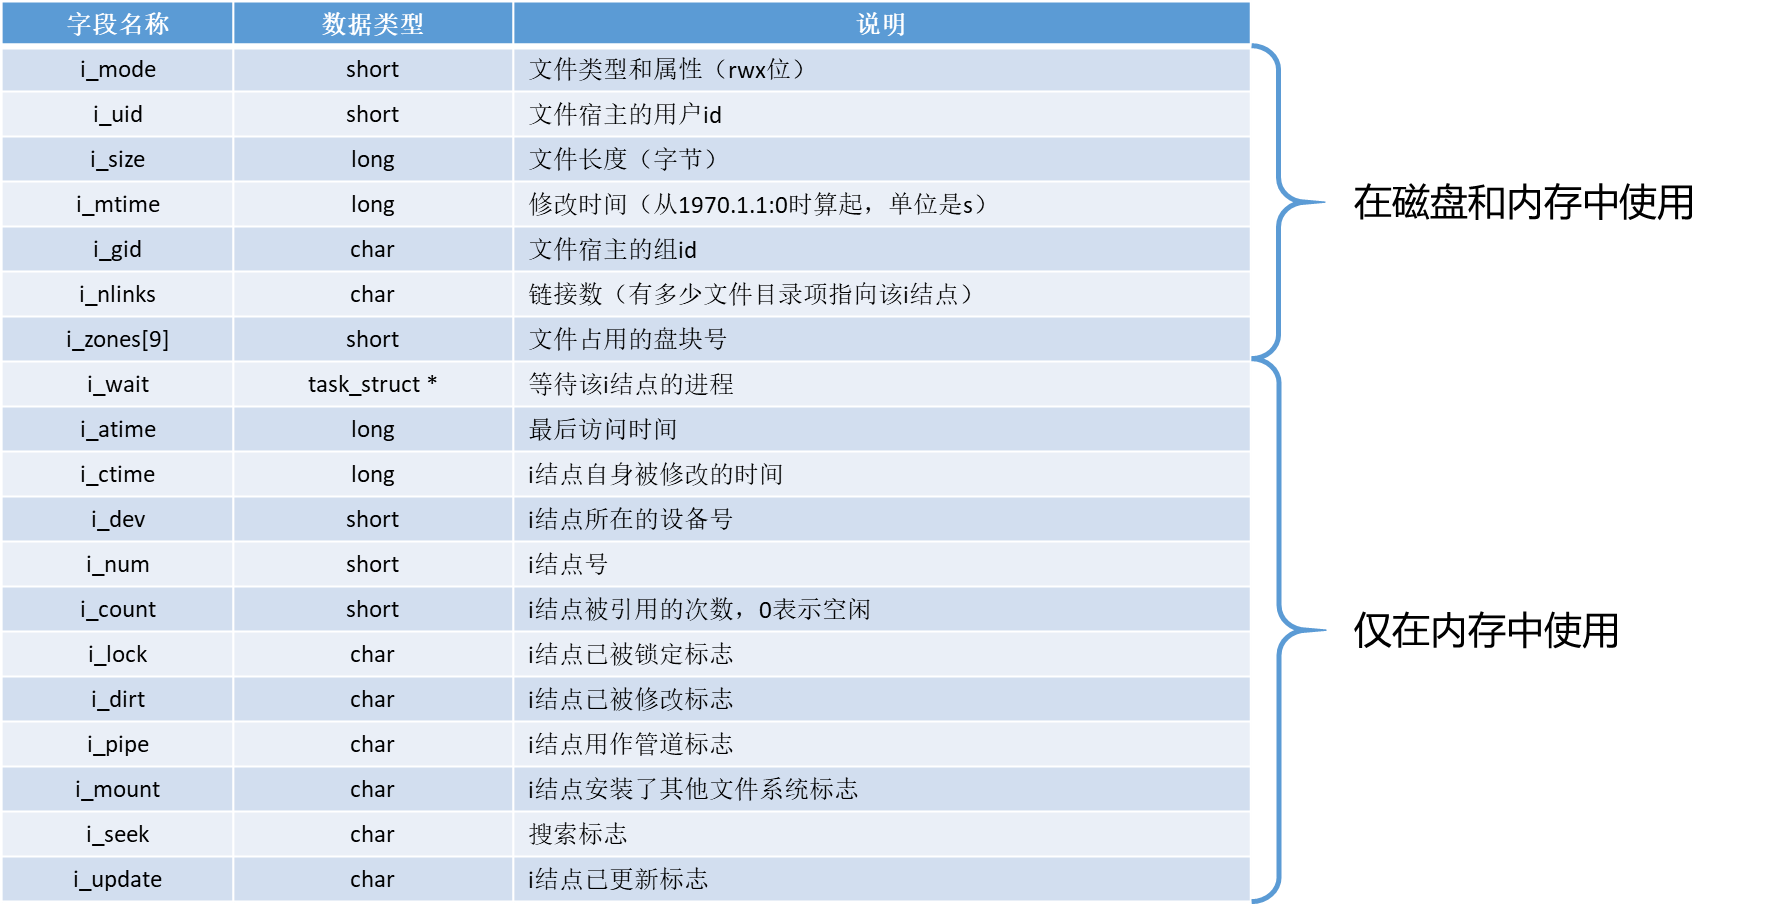 字段名称 数据类型 说明
i_mode short 文件类型和属性（rwx位）
i_uid short 文件宿主的用户id
i_size long 文件长度（字节）
i_mtime long 修改时间（从1970.1.1:0时算起，单位是s）
i_gid char 文件宿主的组id
i_nlinks char 链接数（有多少文件目录项指向该i结点）
i_zones[9] short 文件占用的盘块号
在磁盘和内存中使用
i_wait task_struct * 等待该i结点的进程
i_atime long 最后访问时间
i_ctime long i结点自身被修改的时间
i_dev short i结点所在的设备号
i_num short i结点号
i_count short i结点被引用的次数，0表示空闲
i_lock char i结点已被锁定标志
i_dirt char i结点已被修改标志
i_pipe char i结点用作管道标志
i_mount char i结点安装了其他文件系统标志
i_seek char 搜索标志
i_update char i结点已更新标志
仅在内存中使用